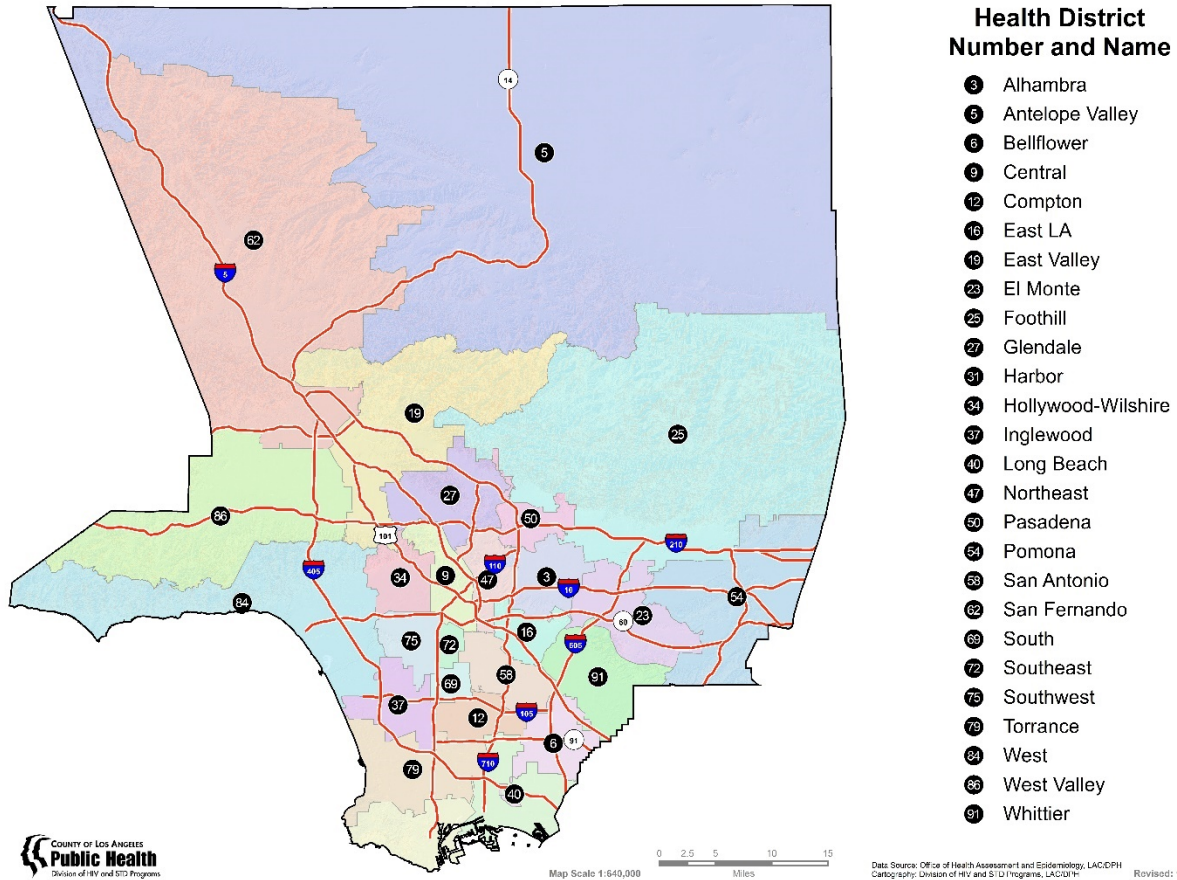 Health District
Number and Name
3 Alhambra
5 Antelope Valley
6 Bellflower
9 Central
12 Compton
16 East LA
19 East Valley
23 El Monte
25 Foothill
27 Glendale
31 Harbor
34 Hollywood-Wilshire
37 Inglewood
40 Long Beach
47 Northeast
50 Pasadena
54 Pomona
58 San Antonio
62 San Fernando
69 South
72 Southeast
75 Southwest
79 Torrance
84 West
86 West Valley
91 Whittier
14
5
62
5
19
25
27
86
50
101
210
405
110
34
9
47
3
10
54
84
60
23
16
75
72
605
58
91
69
37
105
12
6
91
710
79
40
COUNTY OF LOS ANGELES
Public Health
Division of HIV and STD Programs
Map Scale 1:640,000
0 2.5 5 10 15
Miles
Data Source: Office of Health Assessment and Epidemiology, LAC/DPH
Cartography: Division of HIV and STD Programs, LAC/DPH
Revised: